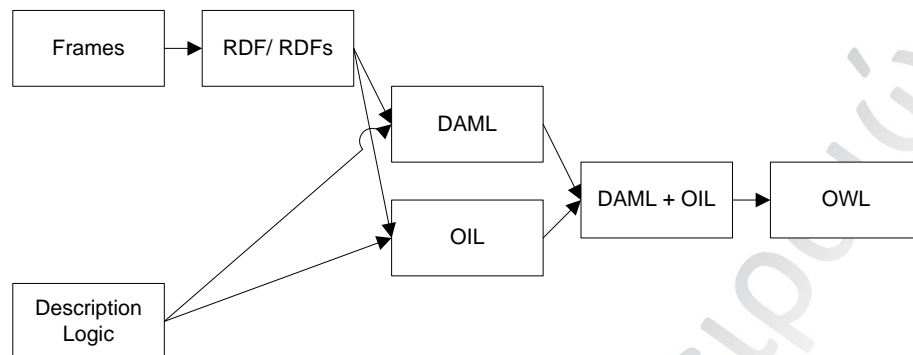 Frames
RDF/ RDFs
DAML
DAML + OIL
OWL
OIL
Description
Logic